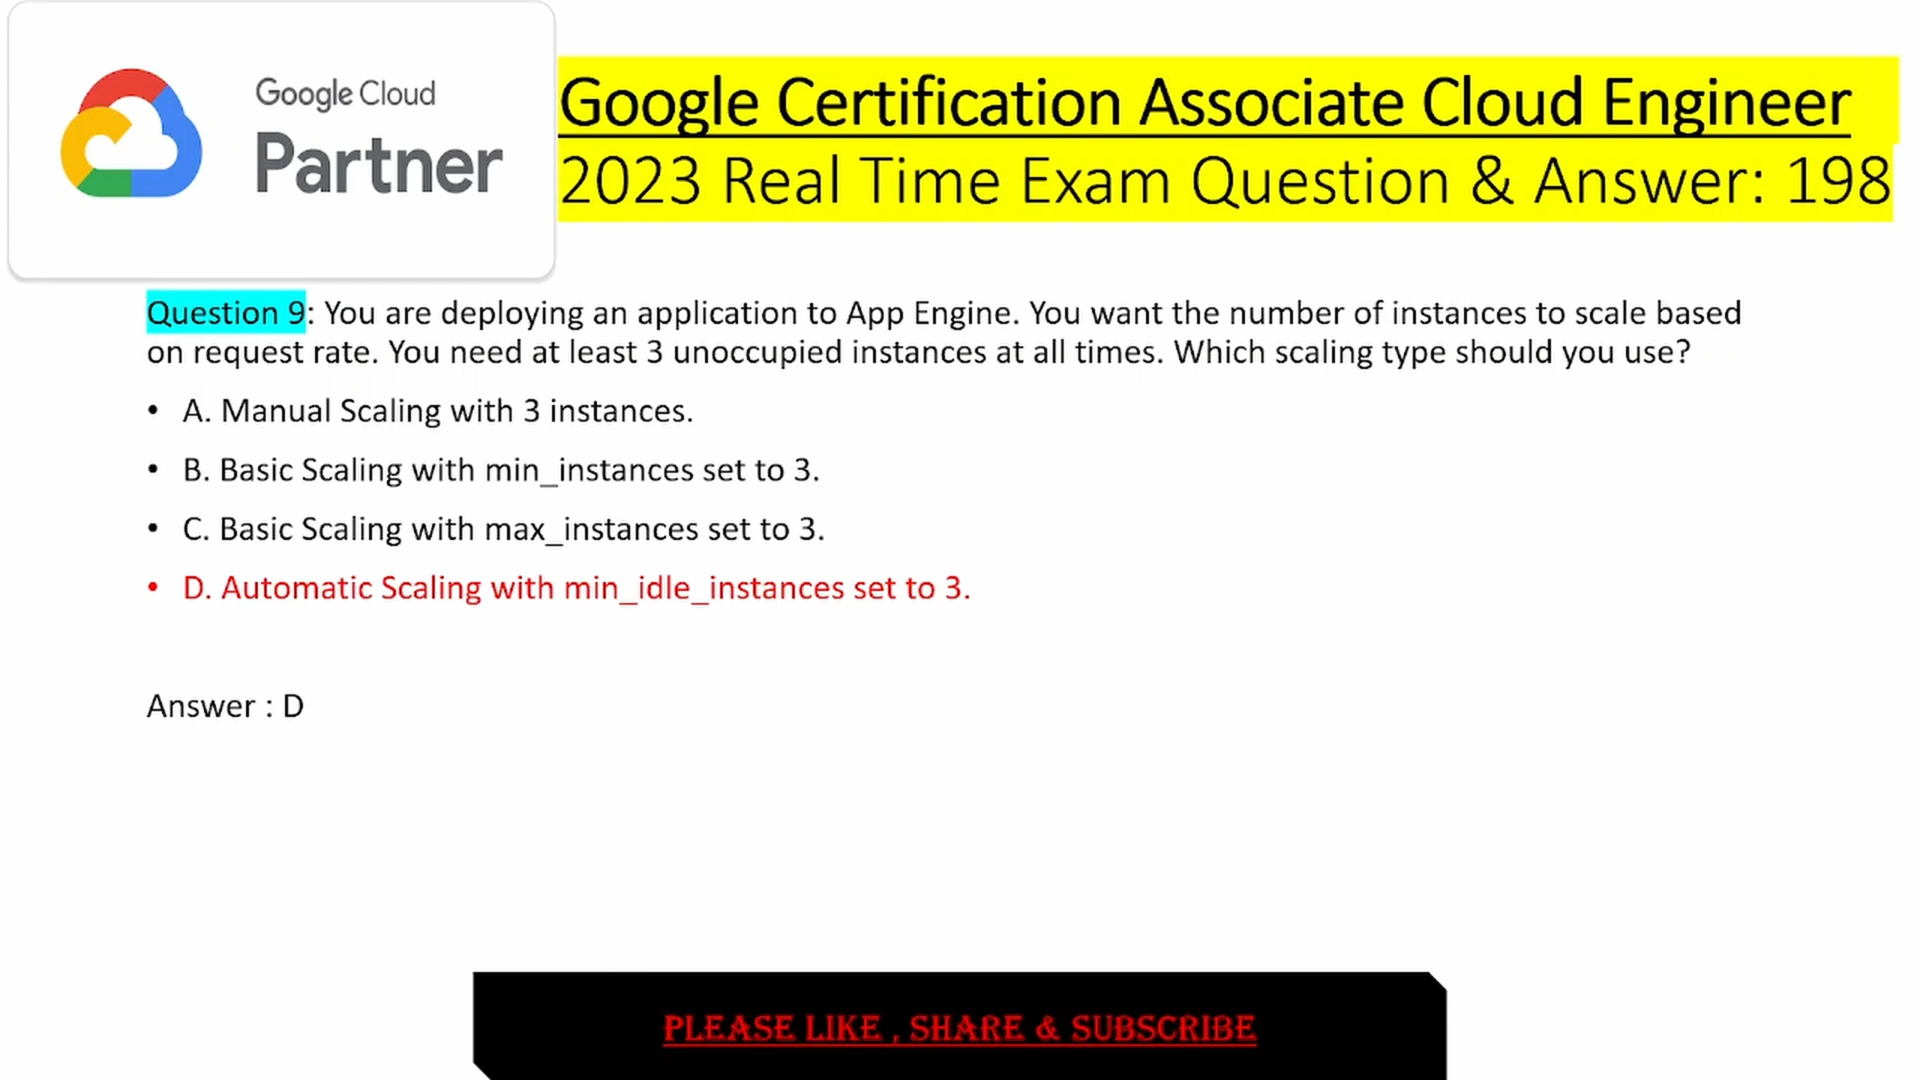 Google Cloud
Partner
Google Certification Associate Cloud Engineer
2023 Real Time Exam Question & Answer: 198
Question 9: You are deploying an application to App Engine. You want the number of instances to scale based
on request rate. You need at least 3 unoccupied instances at all times. Which scaling type should you use?
• A. Manual Scaling with 3 instances.
• B. Basic Scaling with min_instances set to 3.
• C. Basic Scaling with max_instances set to 3.
• D. Automatic Scaling with min_idle_instances set to 3.
Answer : D
PLEASE LIKE , SHARE & SUBSCRIBE